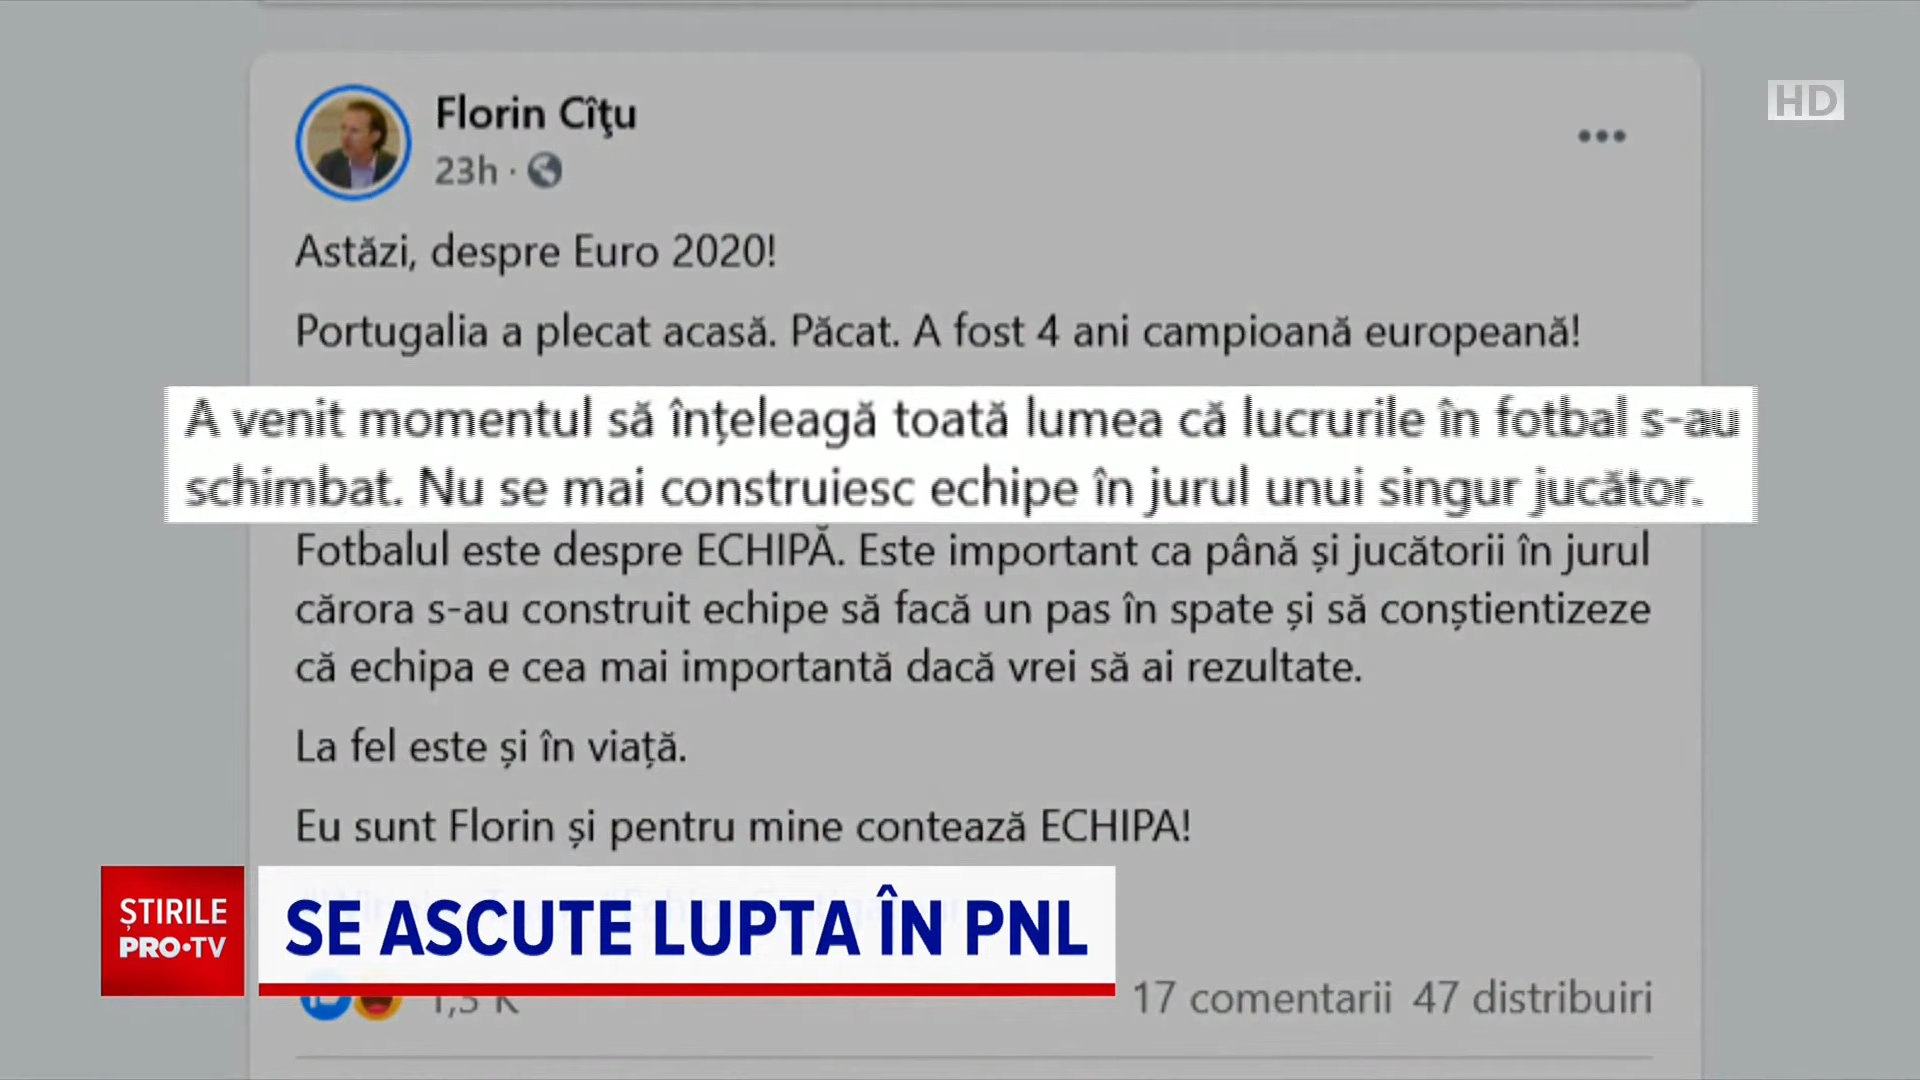 HD
Florin Cîţu
23h ·
Astăzi, despre Euro 2020!
Portugalia a plecat acasă. Păcat. A fost 4 ani campioană europeană!
A venit momentul să înțeleagă toată lumea că lucrurile în fotbal s-au
schimbat. Nu se mai construiesc echipe în jurul unui singur jucător.
Fotbalul este despre ECHIPĂ. Este important ca până și jucătorii în jurul
cărora s-au construit echipe să facă un pas în spate și să conștientizeze
că echipa e cea mai importantă dacă vrei să ai rezultate.
La fel este și în viață.
Eu sunt Florin și pentru mine contează ECHIPA!
ȘTIRILE
PRO•TV
SE ASCUTE LUPTA ÎN PNL
1,3 K
17 comentarii 47 distribuiri